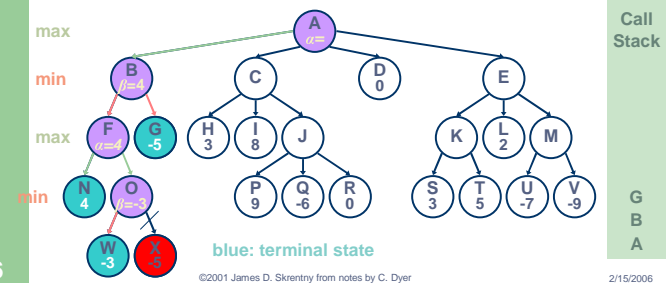 Call
Stack
max
A
α=
min
B
β=4
C
D
0
E
max
F
α=4
G
-5
H
3
I
8
J
K
L
2
M
min
N
4
O
β=-3
P
9
Q
-6
R
0
S
3
T
5
U
-7
V
-9
G
B
A
W
-3
X
-5
blue: terminal state
©2001 James D. Skrentny from notes by C. Dyer
2/15/2006